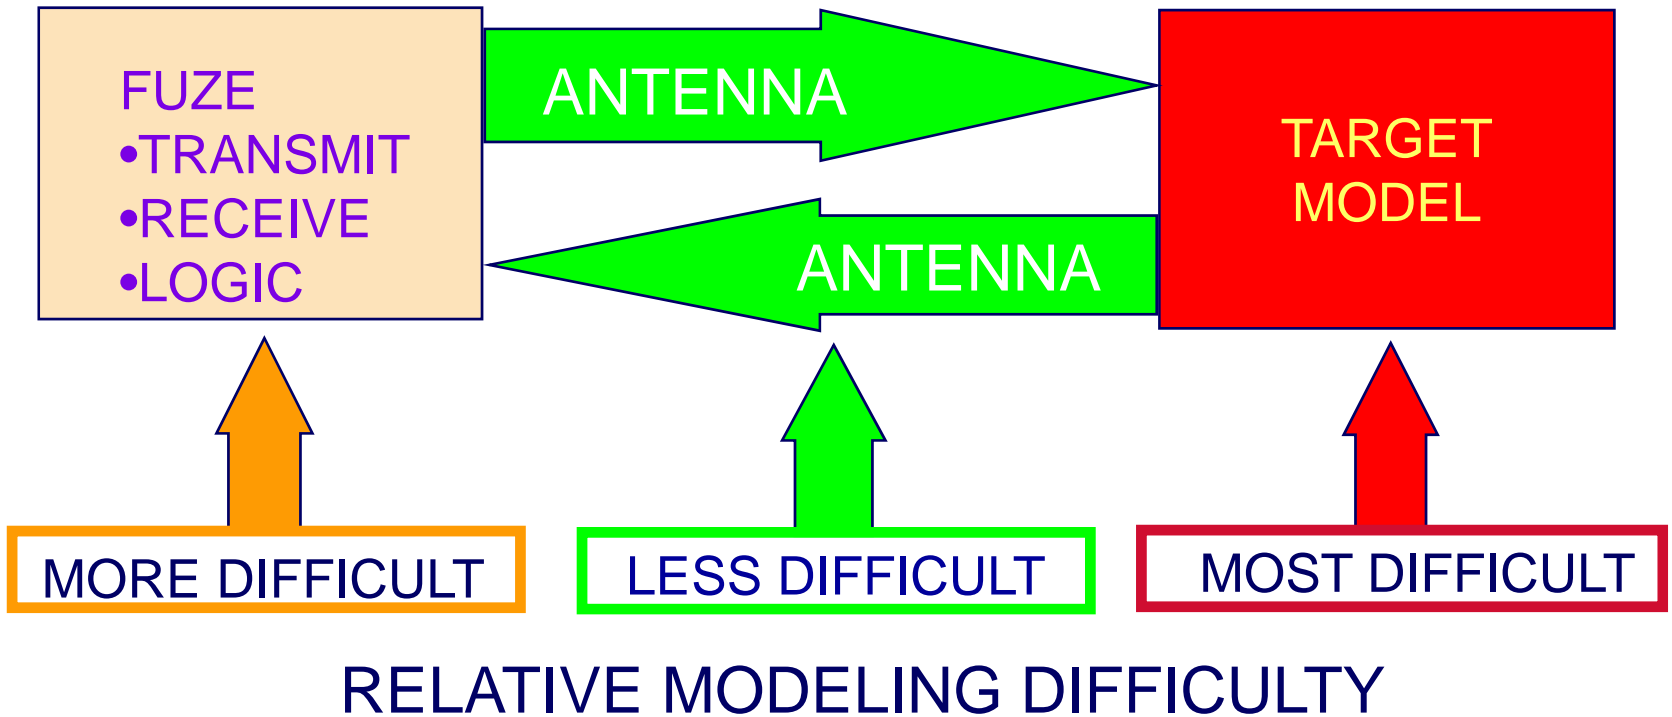 FUZE
•TRANSMIT
•RECEIVE
•LOGIC
ANTENNA
ANTENNA
TARGET
MODEL
MORE DIFFICULT
LESS DIFFICULT
MOST DIFFICULT
RELATIVE MODELING DIFFICULTY